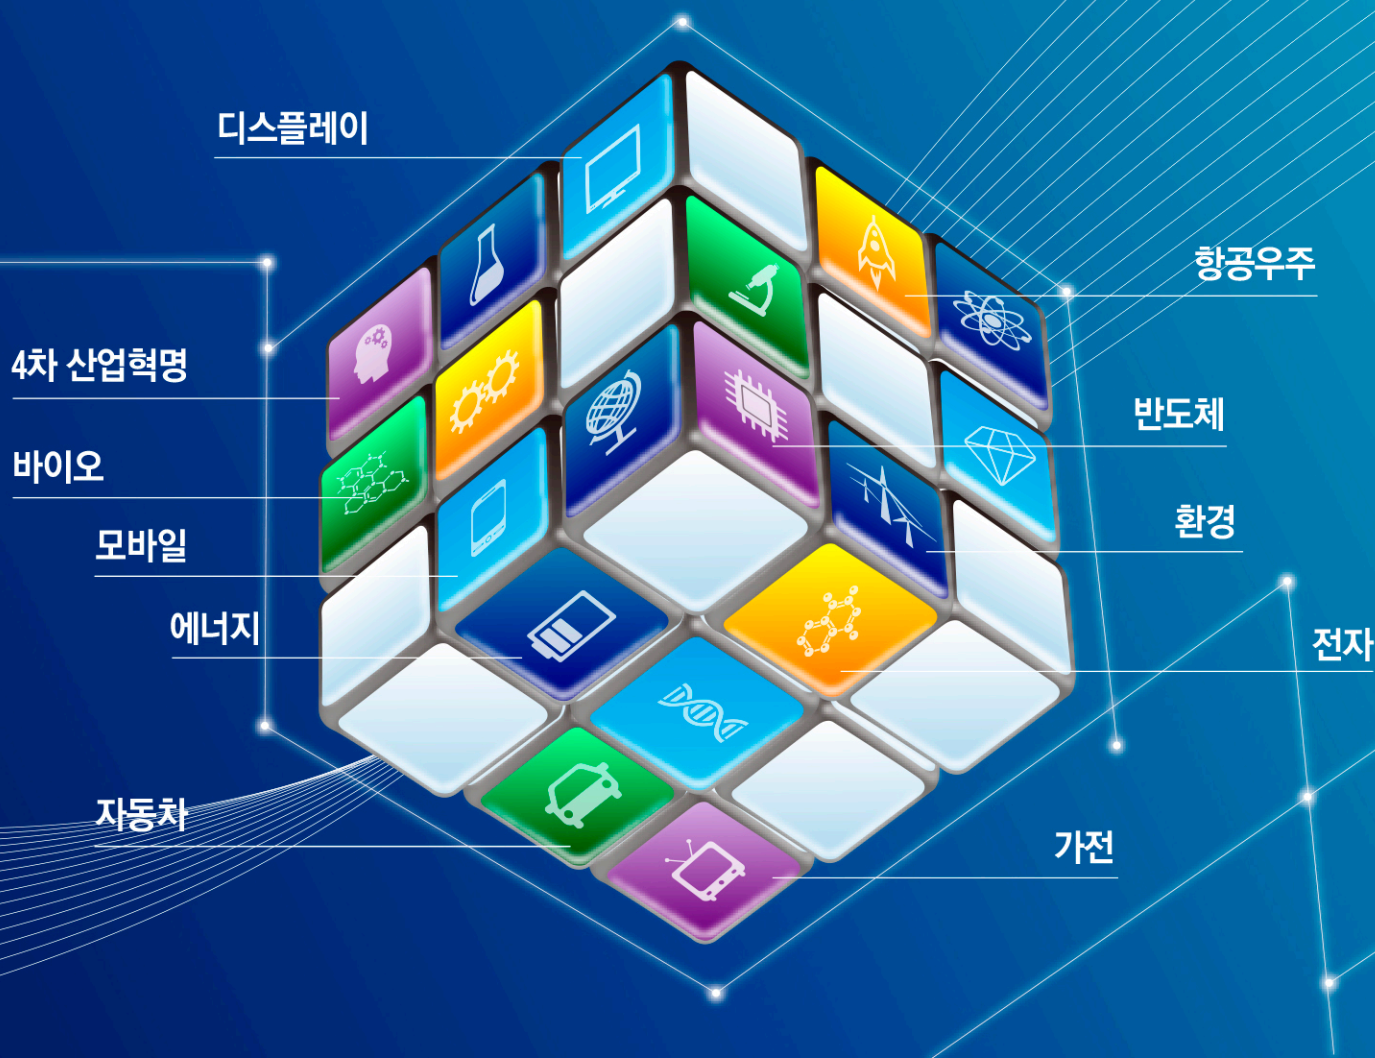 디스플레이
항공우주
4차 산업혁명
반도체
바이오
환경
모바일
에너지
전자
자동차
가전